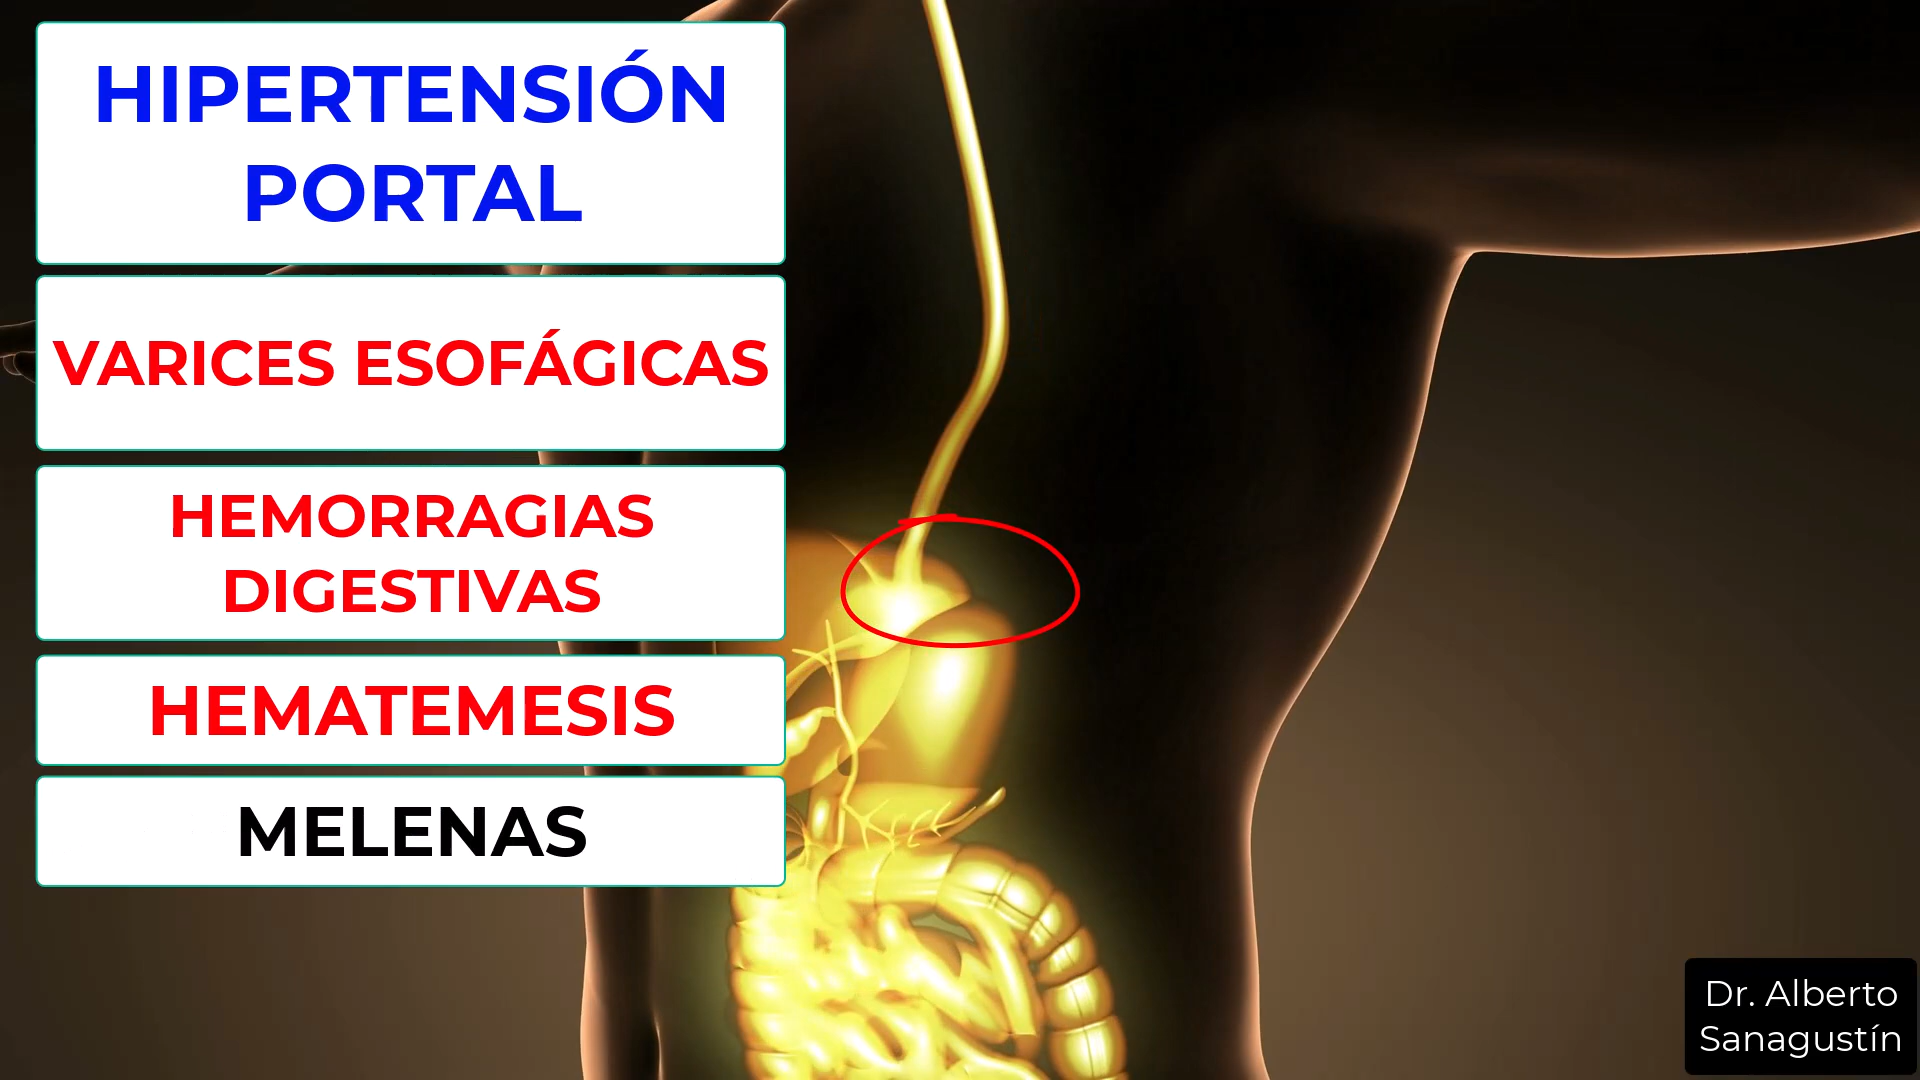 HIPERTENSIÓN
PORTAL
VARICES ESOFÁGICAS
HEMORRAGIAS
DIGESTIVAS
HEMATEMESIS
MELENAS
Dr. Alberto
Sanagustín